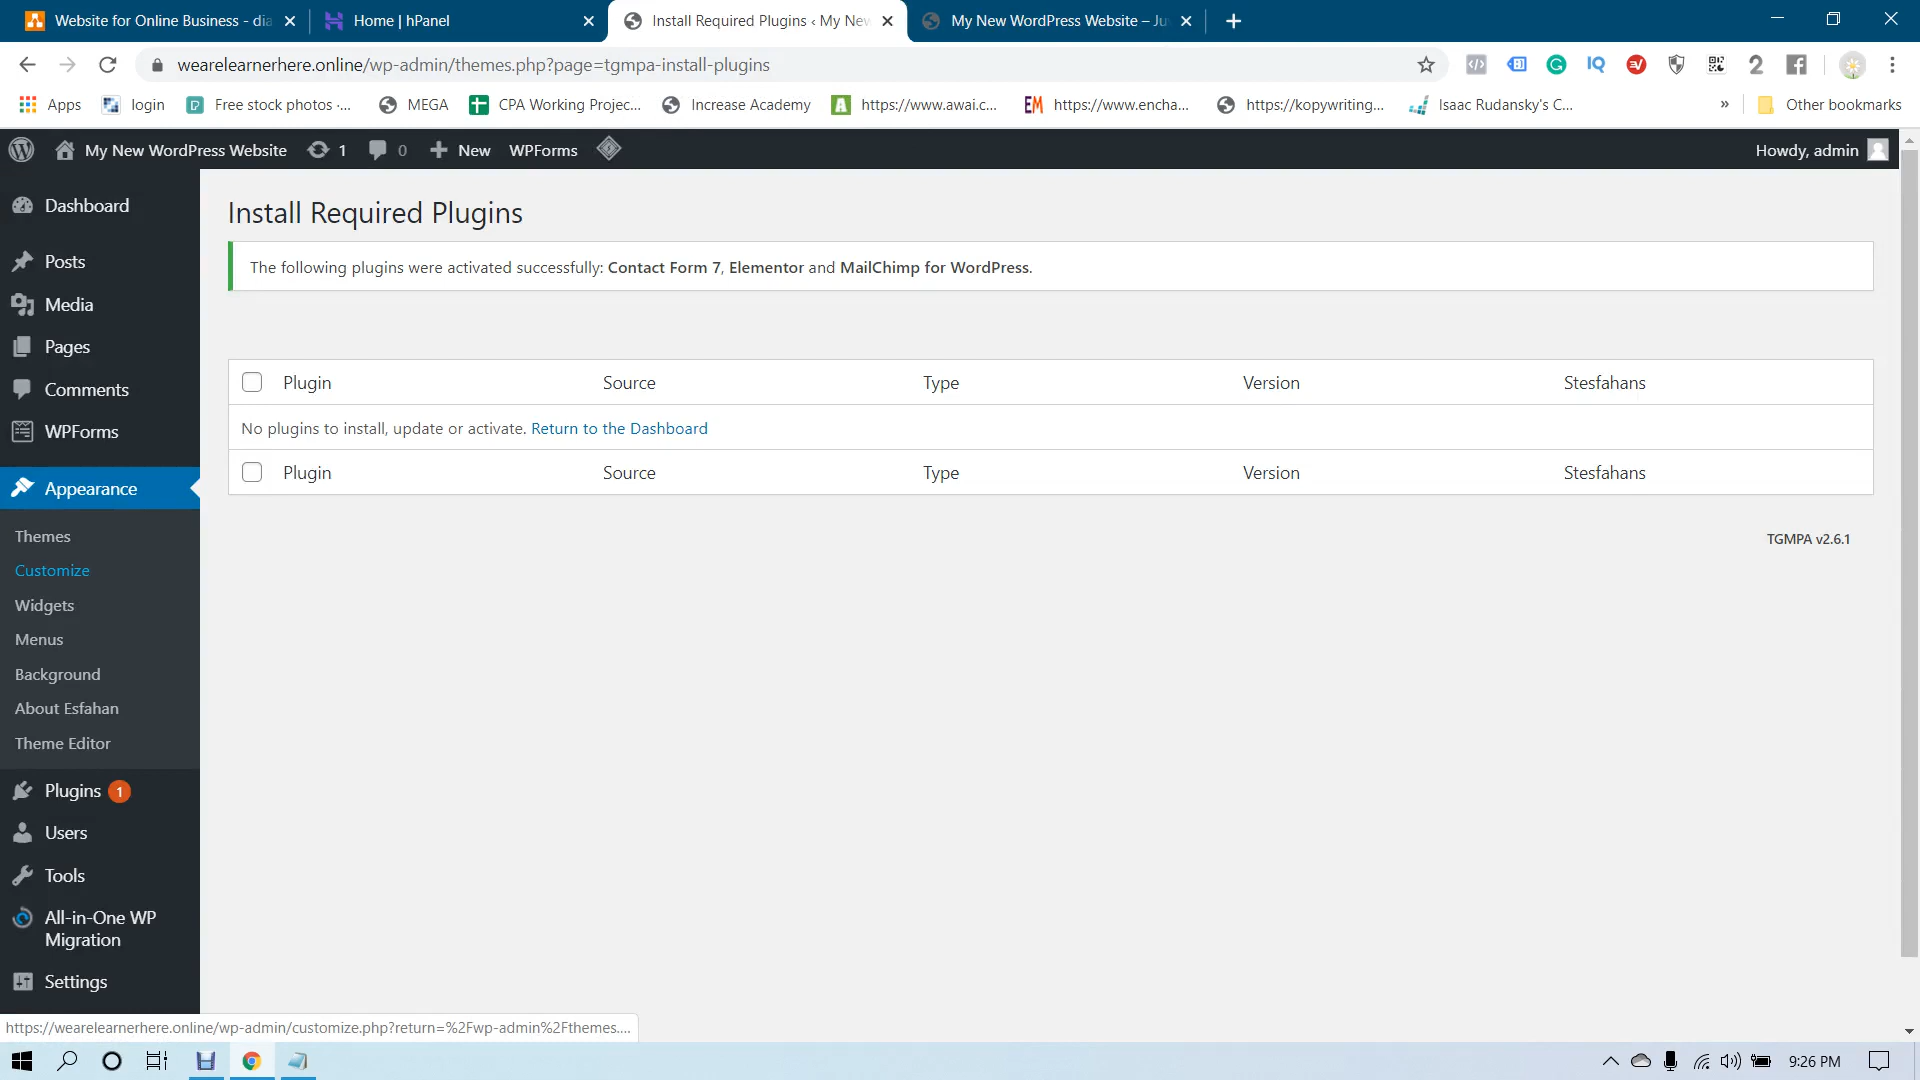 Website for Online Business - dia
Home | hPanel
Install Required Plugins ‹ My New
My New WordPress Website – Ju
wearelearnerhere.online/wp-admin/themes.php?page=tgmpa-install-plugins
Apps
login
Free stock photos -...
MEGA
CPA Working Projec...
Increase Academy
https://www.awai.c...
https://www.encha...
https://kopywriting...
Isaac Rudansky's C...
»
Other bookmarks
My New WordPress Website
1
0
New
WPForms
Howdy, admin
Dashboard
Posts
Media
Pages
Comments
WPForms
Appearance
Themes
Customize
Widgets
Menus
Background
About Esfahan
Theme Editor
Plugins 1
Users
Tools
All-in-One WP
Migration
Settings
Install Required Plugins
The following plugins were activated successfully: Contact Form 7, Elementor and MailChimp for WordPress.
Plugin Source Type Version Stesfahans
No plugins to install, update or activate. Return to the Dashboard
Plugin Source Type Version Stesfahans
TGMPA v2.6.1
https://wearelearnerhere.online/wp-admin/customize.php?return=%2Fwp-admin%2Fthemes....
9:26 PM